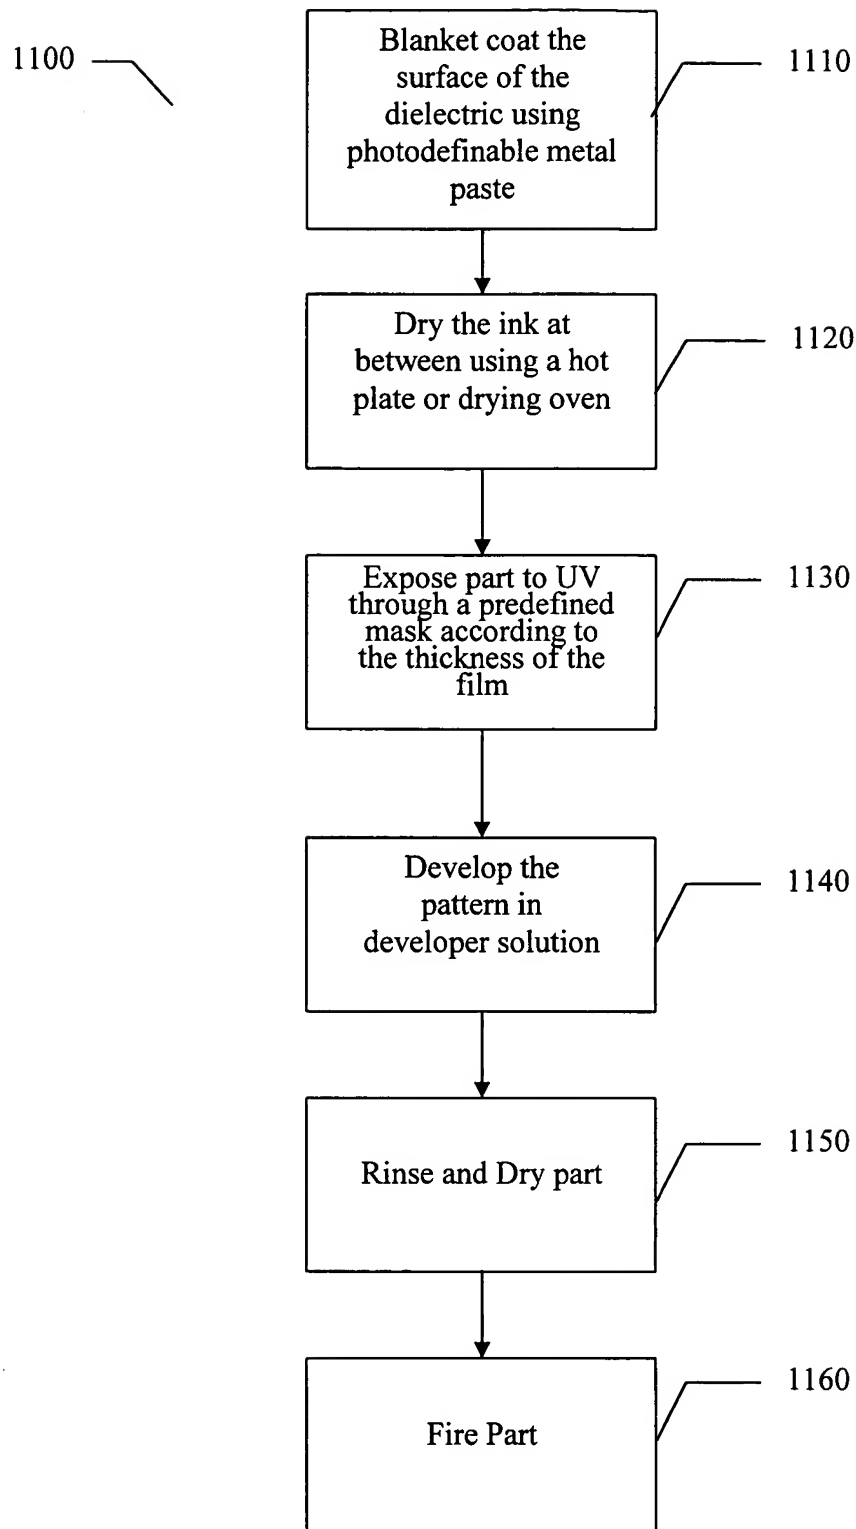 1100
Blanket coat the
surface of the
dielectric using
photodefinable metal
paste
1110
Dry the ink at
between using a hot
plate or drying oven
1120
Expose part to UV
through a predefined
mask according to
the thickness of the
film
1130
Develop the
pattern in
developer solution
1140
Rinse and Dry part
1150
Fire Part
1160